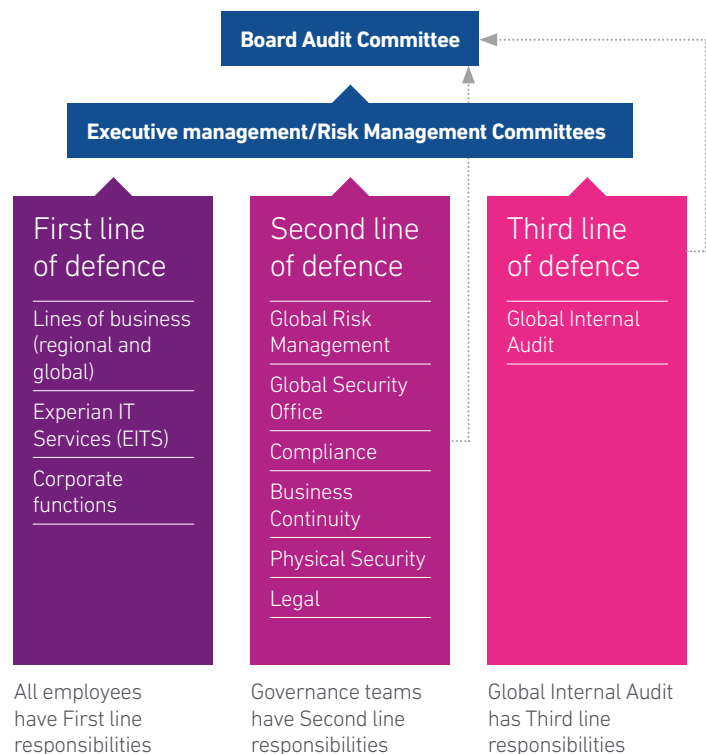 Board Audit Committee
Executive management/Risk Management Committees
First line
of defence
Lines of business
(regional and
global)
Experian IT
Services (EITS)
Corporate
functions
All employees
have First line
responsibilities
Second line
of defence
Global Risk
Management
Global Security
Office
Compliance
Business
Continuity
Physical Security
Legal
Governance teams
have Second line
responsibilities
Third line
of defence
Global Internal
Audit
Global Internal Audit
has Third line
responsibilities